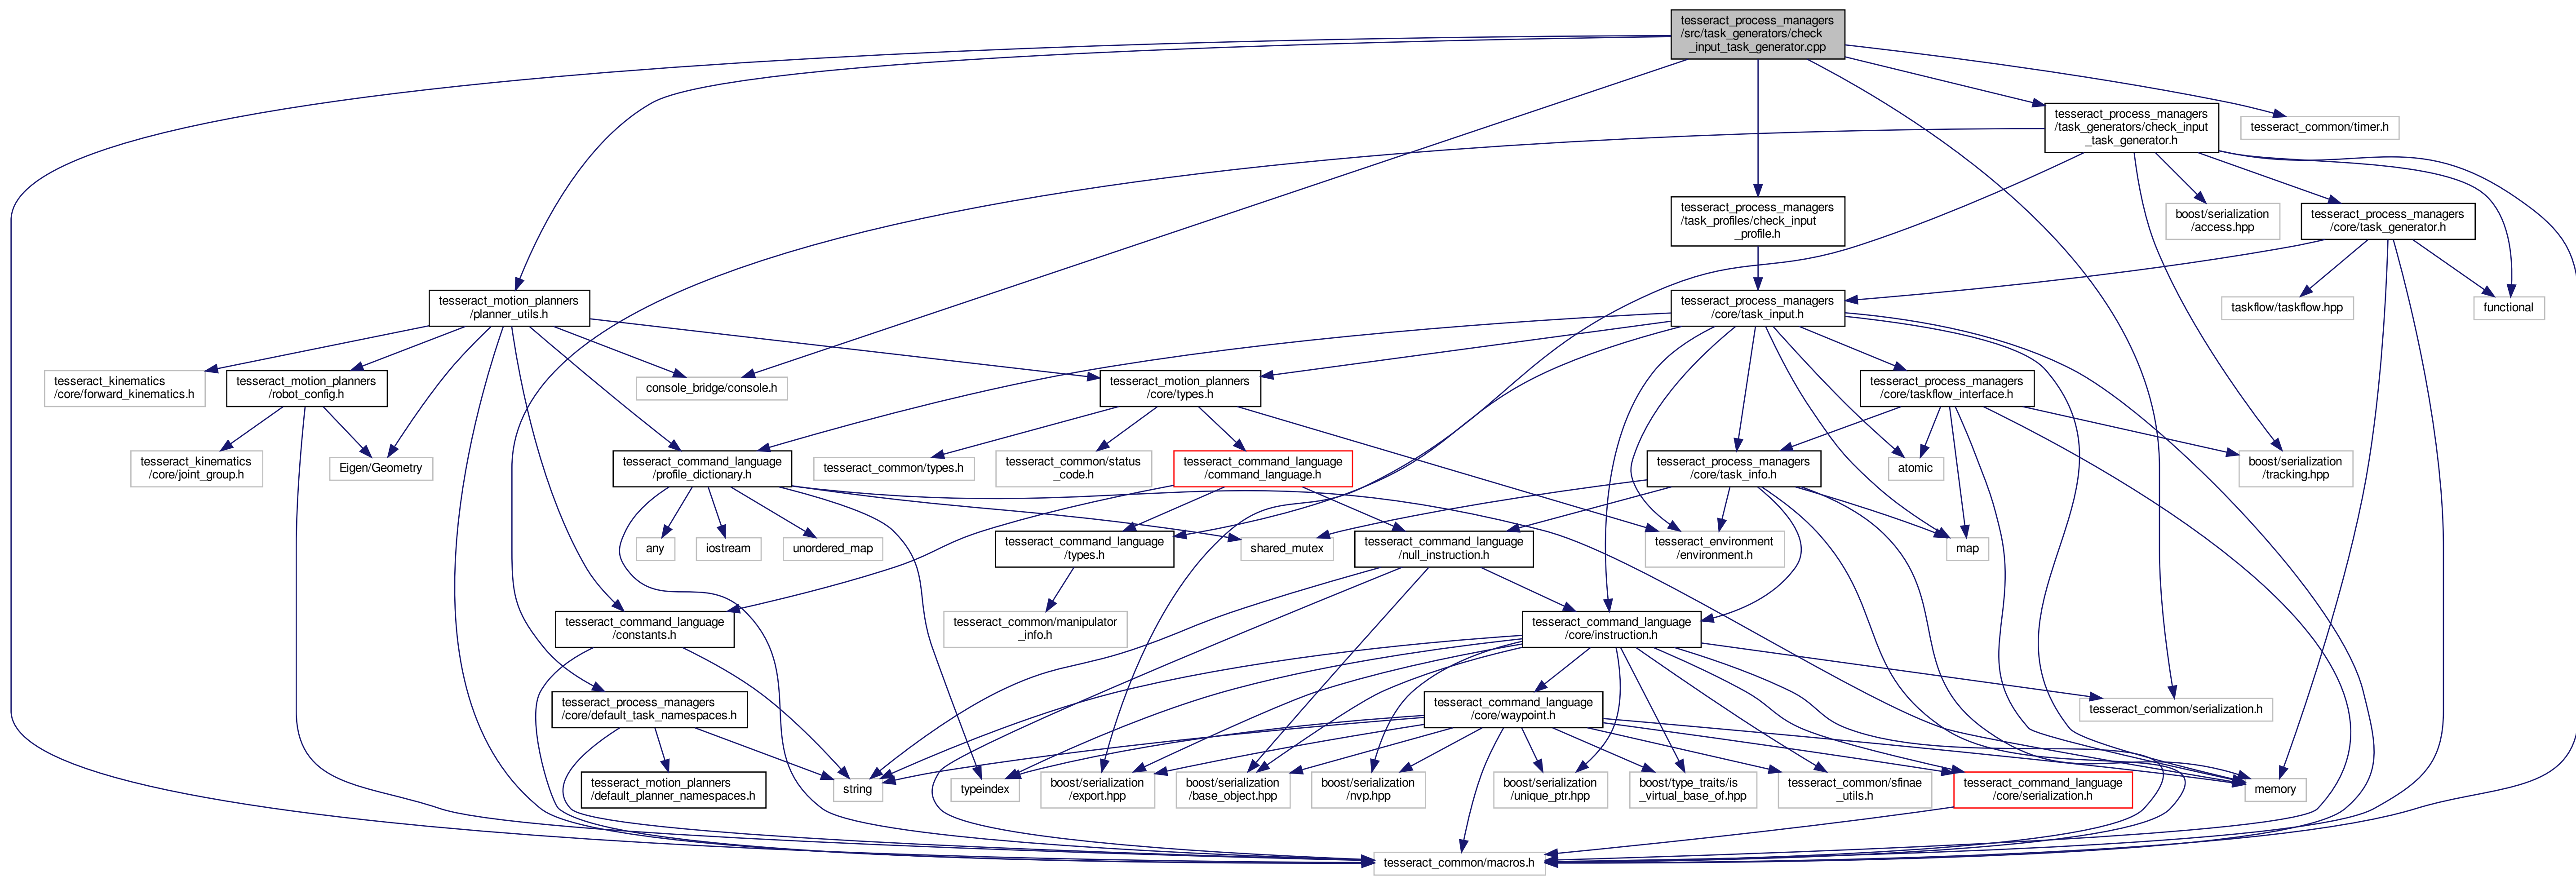 tesseract_process_managers
/src/task_generators/check
_input_task_generator.cpp
tesseract_process_managers
/task_generators/check_input
_task_generator.h
tesseract_common/timer.h
tesseract_process_managers
/task_profiles/check_input
_profile.h
boost/serialization
/access.hpp
tesseract_process_managers
/core/task_generator.h
tesseract_motion_planners
/planner_utils.h
tesseract_process_managers
/core/task_input.h
taskflow/taskflow.hpp
functional
tesseract_kinematics
/core/forward_kinematics.h
tesseract_motion_planners
/robot_config.h
console_bridge/console.h
tesseract_motion_planners
/core/types.h
tesseract_process_managers
/core/taskflow_interface.h
tesseract_kinematics
/core/joint_group.h
Eigen/Geometry
tesseract_command_language
/profile_dictionary.h
tesseract_common/types.h
tesseract_common/status
_code.h
tesseract_command_language
/command_language.h
tesseract_process_managers
/core/task_info.h
atomic
boost/serialization
/tracking.hpp
any
iostream
unordered_map
tesseract_command_language
/types.h
shared_mutex
tesseract_command_language
/null_instruction.h
tesseract_environment
/environment.h
map
tesseract_command_language
/constants.h
tesseract_common/manipulator
_info.h
tesseract_command_language
/core/instruction.h
tesseract_process_managers
/core/default_task_namespaces.h
tesseract_command_language
/core/waypoint.h
tesseract_common/serialization.h
tesseract_motion_planners
/default_planner_namespaces.h
string
typeindex
boost/serialization
/export.hpp
boost/serialization
/base_object.hpp
boost/serialization
/nvp.hpp
boost/serialization
/unique_ptr.hpp
boost/type_traits/is
_virtual_base_of.hpp
tesseract_common/sfinae
_utils.h
tesseract_command_language
/core/serialization.h
memory
tesseract_common/macros.h